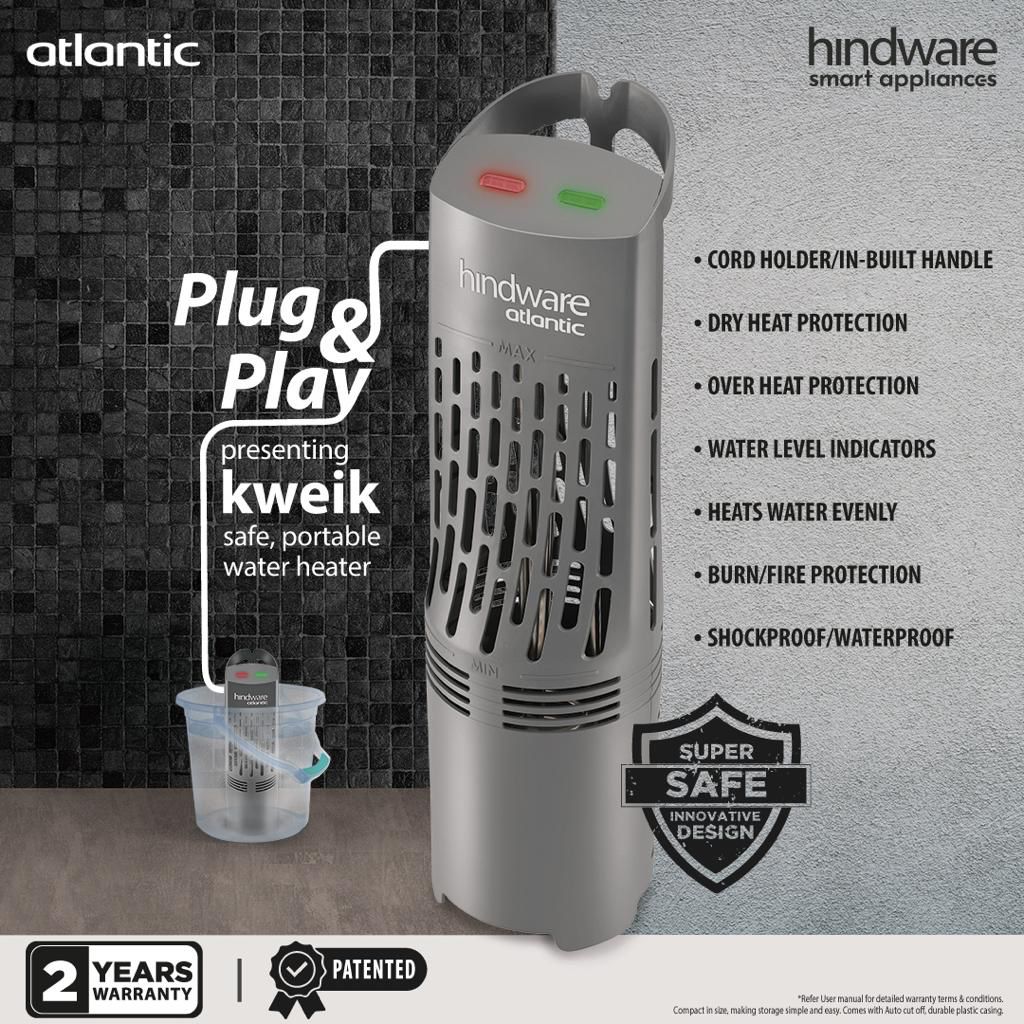 atlantic
hindware
smart appliances
Plug &
Play
presenting
kweik
safe, portable
water heater
hindware
atlantic
MAX
MIN
• CORD HOLDER/IN-BUILT HANDLE
• DRY HEAT PROTECTION
• OVER HEAT PROTECTION
• WATER LEVEL INDICATORS
• HEATS WATER EVENLY
• BURN/FIRE PROTECTION
• SHOCKPROOF/WATERPROOF
hindware
atlantic
SUPER
SAFE
INNOVATIVE
DESIGN
2 YEARS
WARRANTY
PATENTED
*Refer User manual for detailed warranty terms & conditions.
Compact in size, making storage simple and easy. Comes with Auto cut off, durable plastic casing.